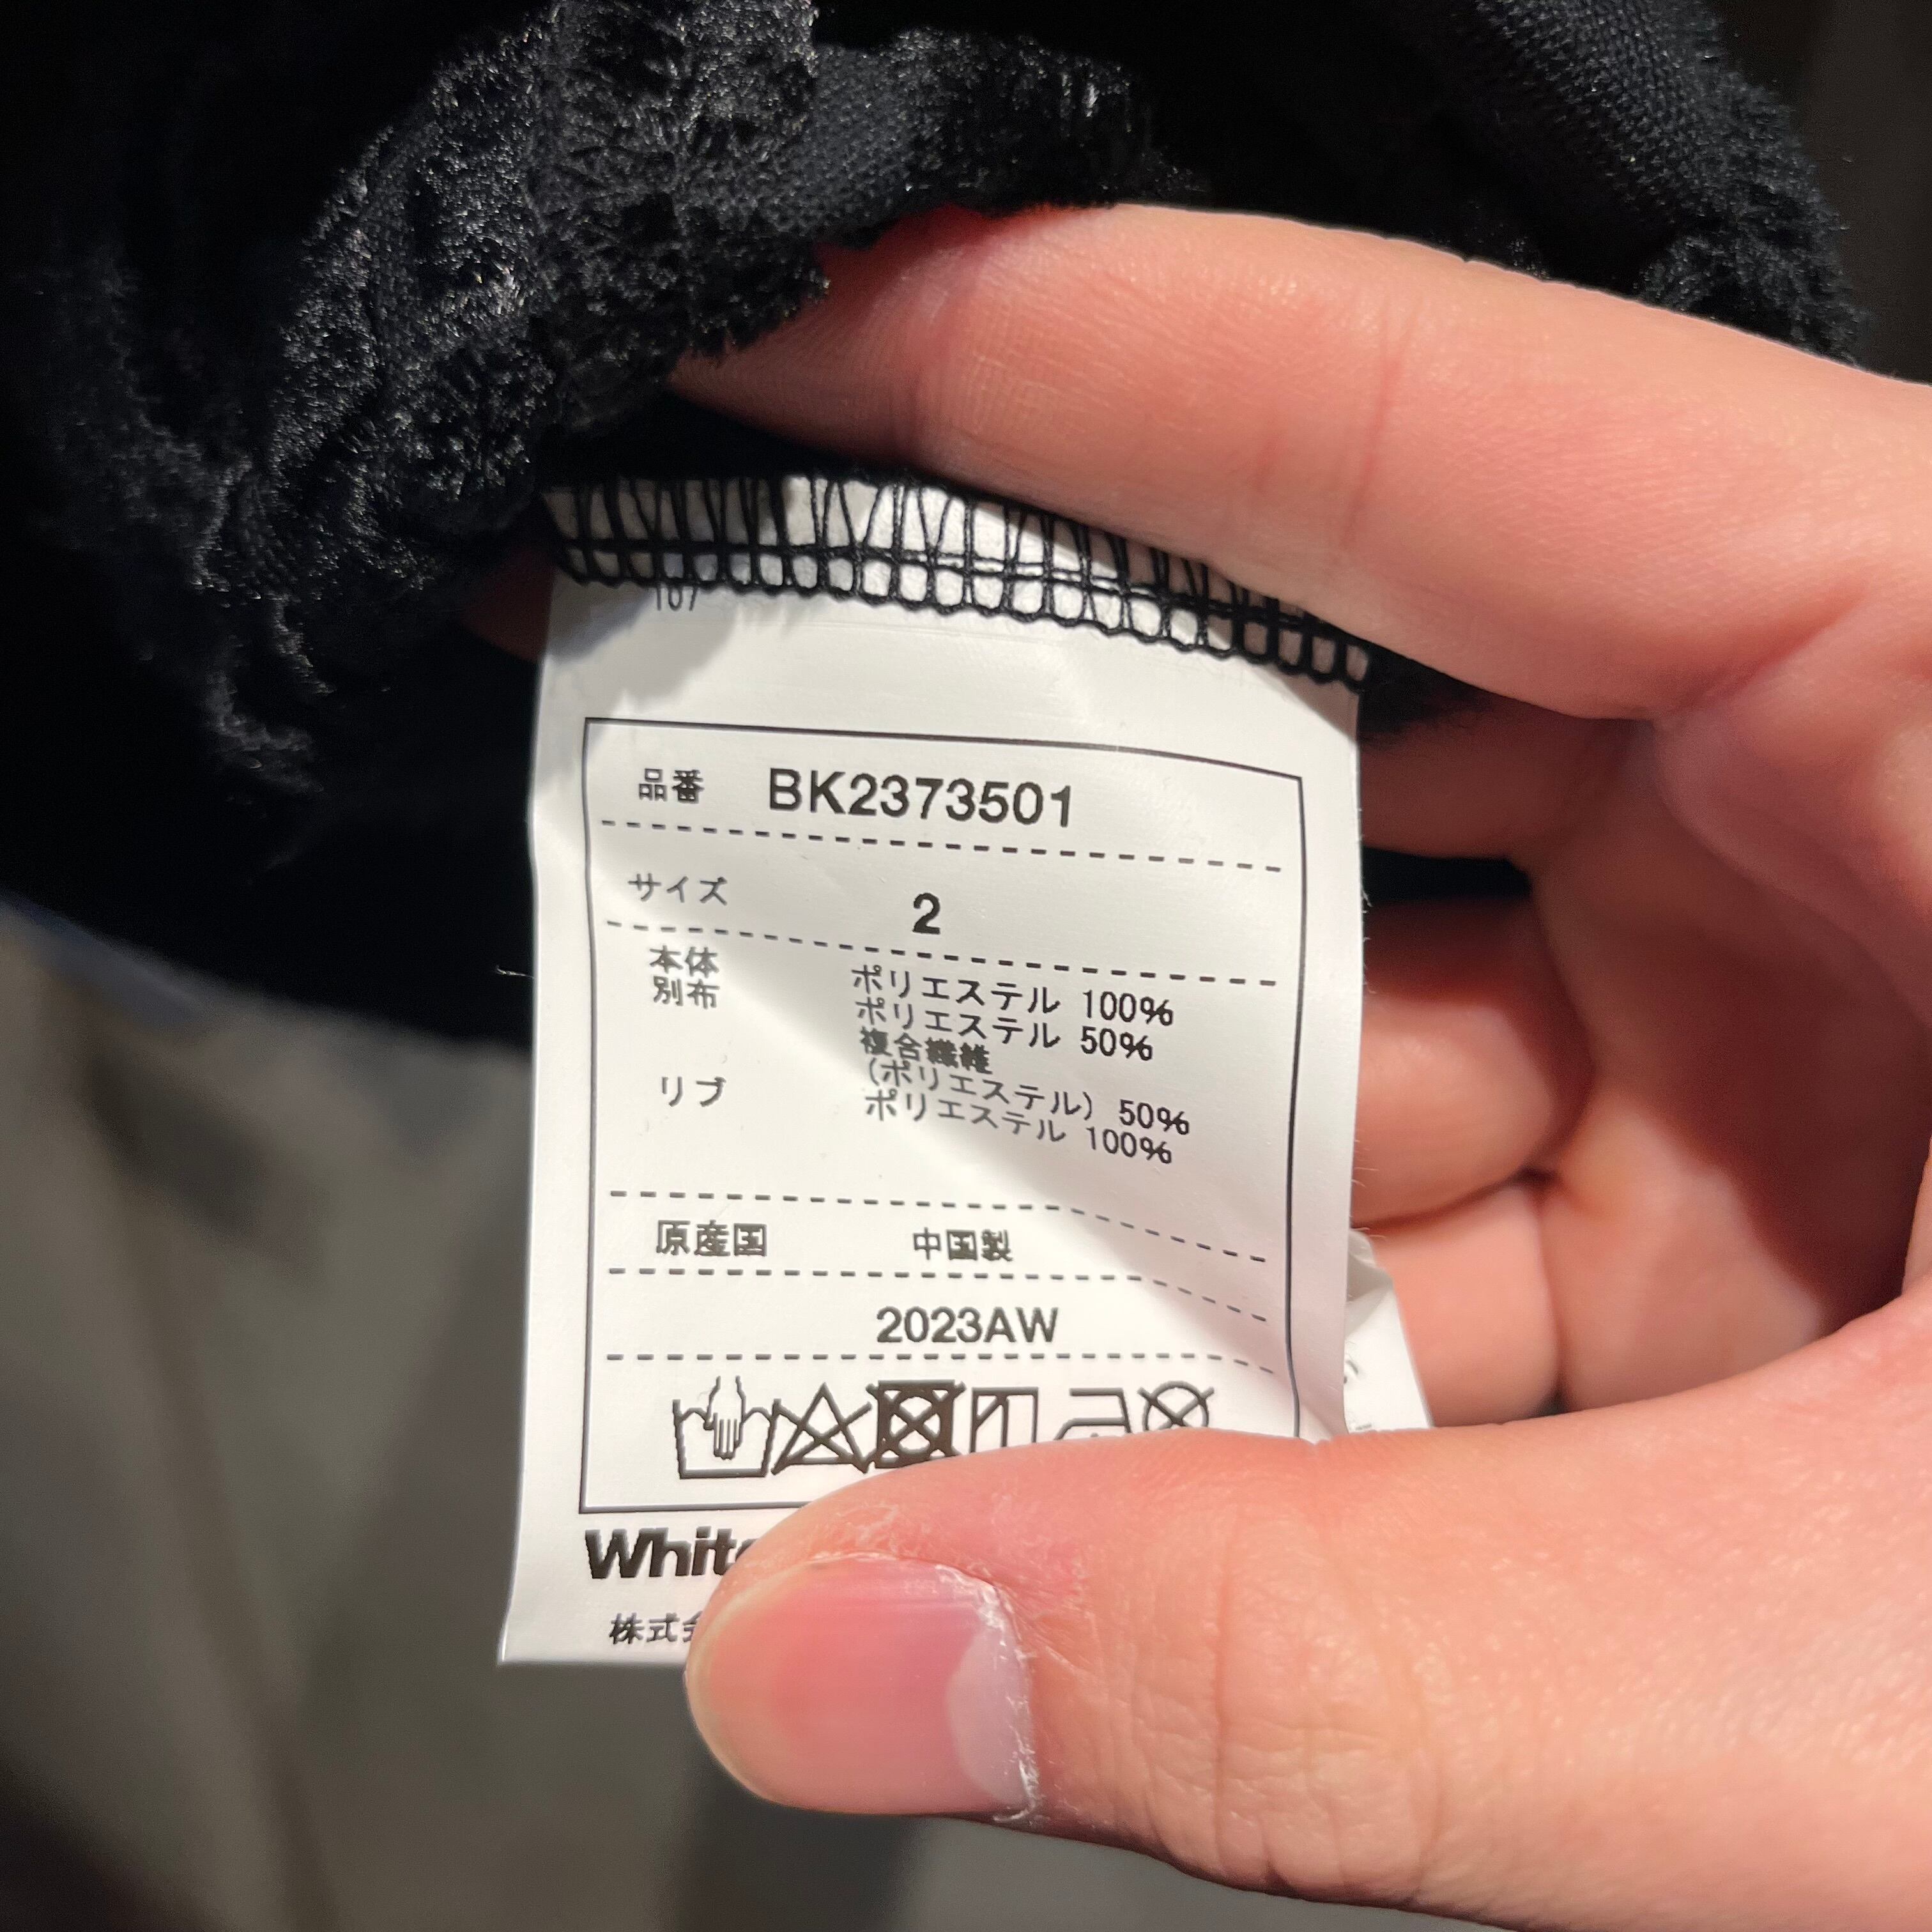 品番 BK2373501
サイズ 2
本体 ポリエステル 100%
別布 ポリエステル 50%
複合繊維
(ポリエステル) 50%
リブ ポリエステル 100%
原産国 中国製
2023AW